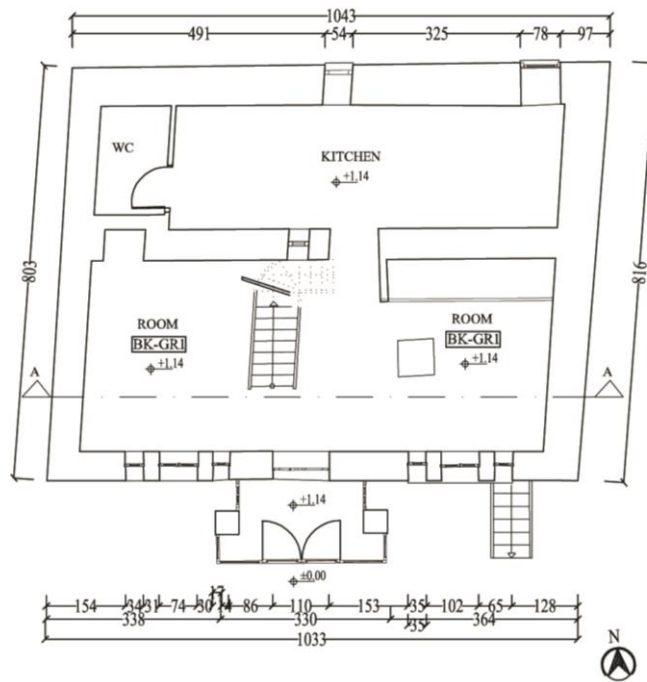 1043
491 54 325 78 97
803
816
WC
KITCHEN
+1,14
ROOM
BK-GR1
+1,14
ROOM
BK-GR1
+1,14
A
A
+1,14
±0,00
154 34 31 74 30 86 110 153 35 102 65 128
338 330 35 364
1033
N